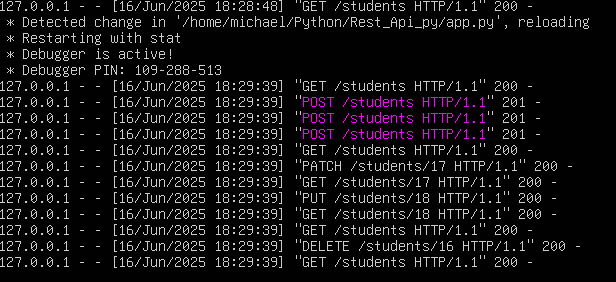 127.0.0.1 - - [16/Jun/2025 18:28:48] "GET /students HTTP/1.1" 200 -
* Detected change in '/home/michael/Python/Rest_Api_py/app.py', reloading
* Restarting with stat
* Debugger is active!
* Debugger PIN: 109-288-513
127.0.0.1 - - [16/Jun/2025 18:29:39] "GET /students HTTP/1.1" 200 -
127.0.0.1 - - [16/Jun/2025 18:29:39] "POST /students HTTP/1.1" 201 -
127.0.0.1 - - [16/Jun/2025 18:29:39] "POST /students HTTP/1.1" 201 -
127.0.0.1 - - [16/Jun/2025 18:29:39] "POST /students HTTP/1.1" 201 -
127.0.0.1 - - [16/Jun/2025 18:29:39] "GET /students HTTP/1.1" 200 -
127.0.0.1 - - [16/Jun/2025 18:29:39] "PATCH /students/17 HTTP/1.1" 200 -
127.0.0.1 - - [16/Jun/2025 18:29:39] "GET /students/17 HTTP/1.1" 200 -
127.0.0.1 - - [16/Jun/2025 18:29:39] "PUT /students/18 HTTP/1.1" 200 -
127.0.0.1 - - [16/Jun/2025 18:29:39] "GET /students/18 HTTP/1.1" 200 -
127.0.0.1 - - [16/Jun/2025 18:29:39] "GET /students HTTP/1.1" 200 -
127.0.0.1 - - [16/Jun/2025 18:29:39] "DELETE /students/16 HTTP/1.1" 200 -
127.0.0.1 - - [16/Jun/2025 18:29:39] "GET /students HTTP/1.1" 200 -